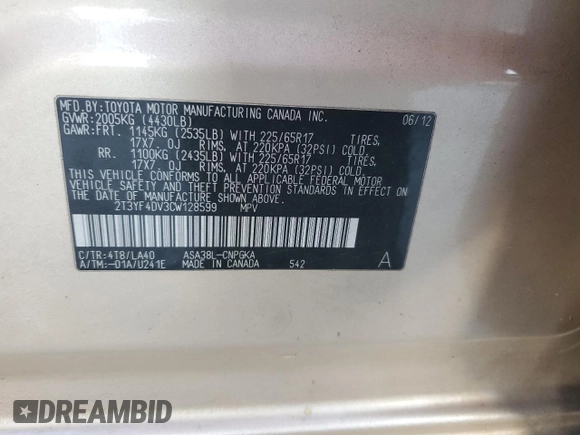 MFD.BY:TOYOTA MOTOR MANUFACTURING CANADA INC.
GVWR:2005KG (4430LB) 06/12
GAWR:FRT. 1145KG (2535LB) WITH 225/65R17 TIRES,
17X7. OJ RIMS, AT 220KPA (32PSI) COLD
RR. 1100KG (2435LB) WITH 225/65R17 TIRES,
17X7. OJ RIMS, AT 220KPA (32PSI) COLD.
THIS VEHICLE CONFORMS TO ALL APPLICABLE FEDERAL MOTOR
VEHICLE SAFETY AND THEFT PREVENTION STANDARDS IN EFFECT ON
THE DATE OF MANUFACTURE SHOWN ABOVE.
2T3YF4DV3CW128599 MPV
C/TR:4T8/LA40 ASA38L-CNPGKA
A/TM:-01A/U241E MADE IN CANADA 542 A
DREAMBID